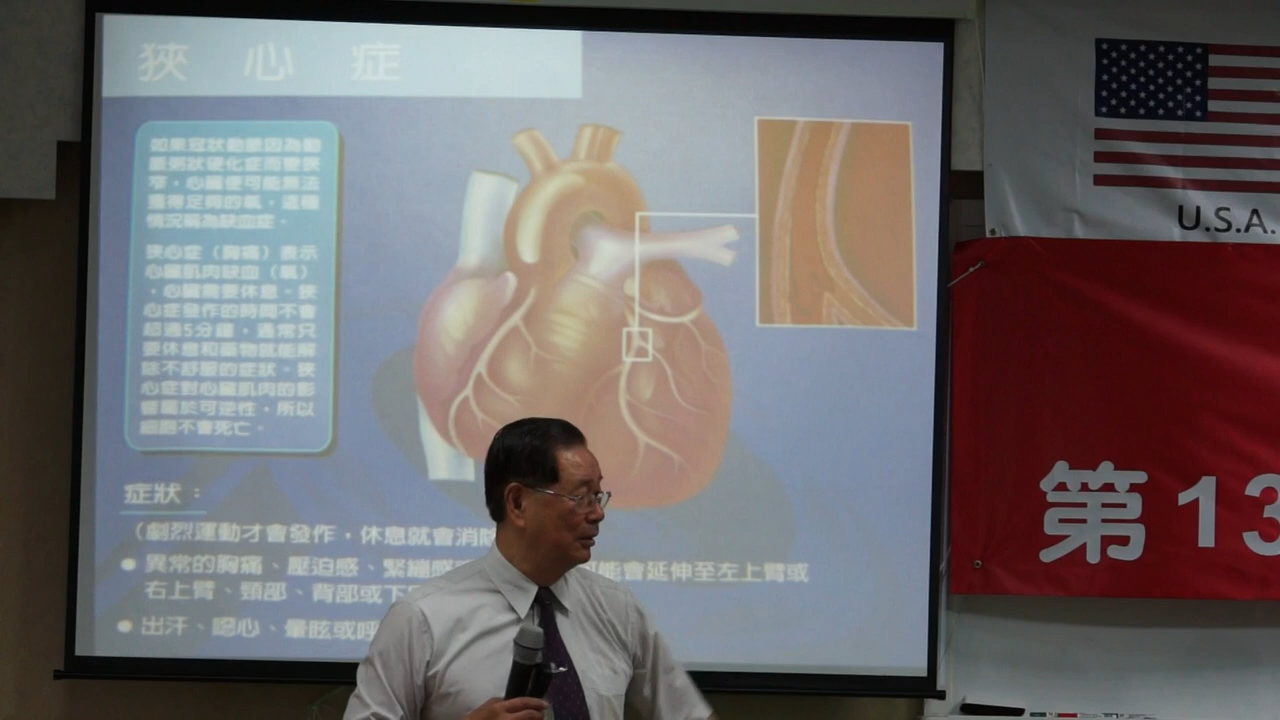 狹心症
如果冠狀動脈因為動
脈粥狀硬化症而變狹
窄,心臟便可能無法
獲得足夠的氧,這種
情況稱為缺血症。
狹心症(胸痛)表示
心臟肌肉缺血(氧)
,心臟需要休息。狹
心症發作的時間不會
超過5分鐘,通常只
要休息和藥物就能解
除不舒服的症狀。狹
心症對心臟肌肉的影
響屬於可逆性,所以
細胞不會死亡。
症狀:
(劇烈運動才會發作,休息就會消除
● 異常的胸痛、壓迫感、緊繃感 可能會延伸至左上臂或
右上臂、頸部、背部或下
● 出汗、噁心、暈眩或呼
U.S.A.
第 13